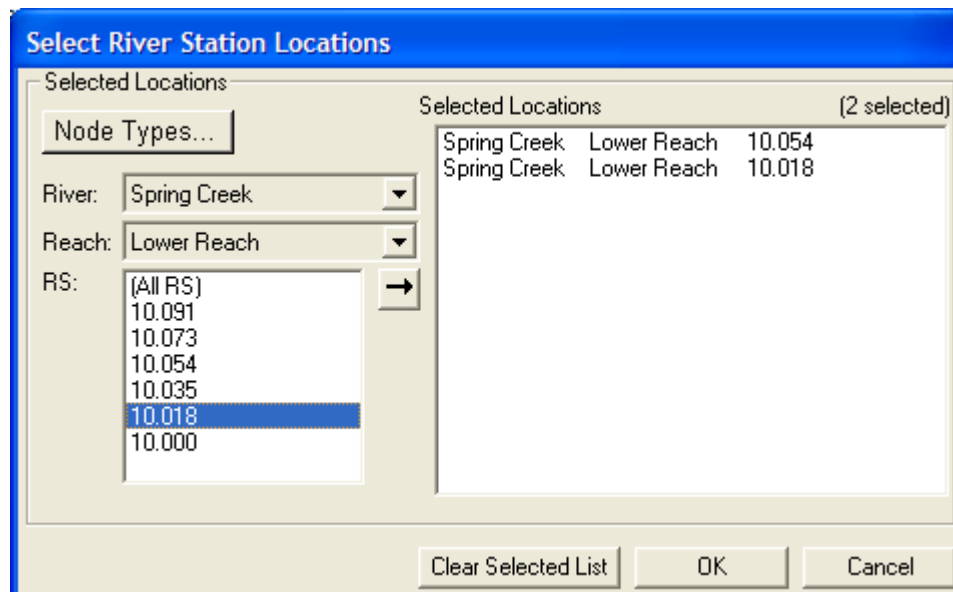 Select River Station Locations
Selected Locations
Node Types...
River: Spring Creek
Reach: Lower Reach
RS: (All RS)
10.091
10.073
10.054
10.035
10.018
10.000
Selected Locations (2 selected)
Spring Creek Lower Reach 10.054
Spring Creek Lower Reach 10.018
Clear Selected List OK Cancel